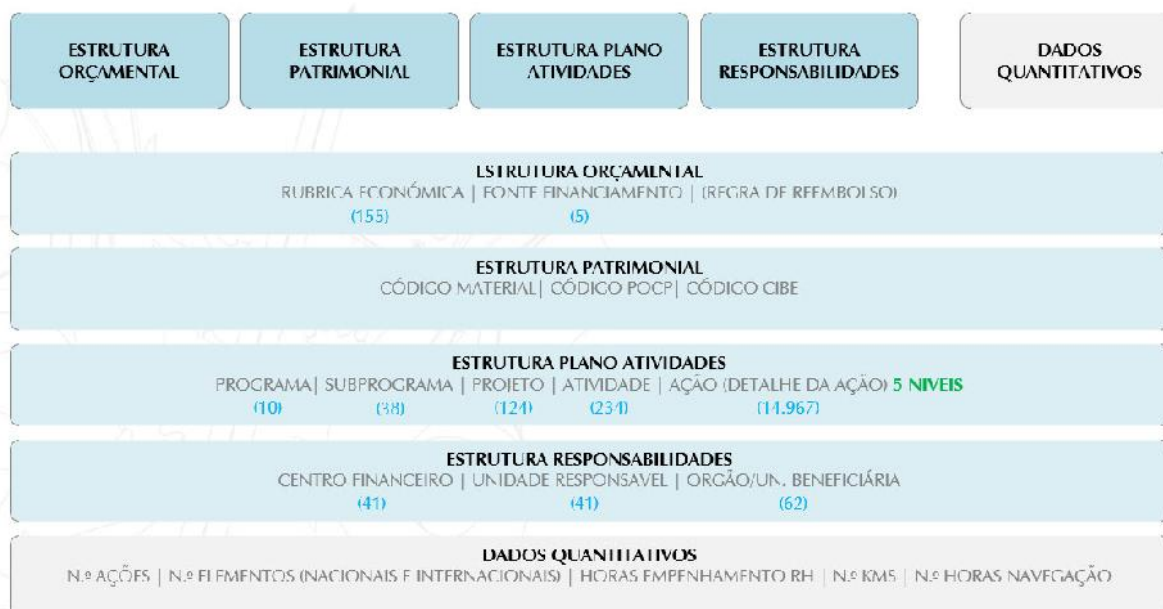 ESTRUTURA
ORÇAMENTAL
ESTRUTURA
PATRIMONIAL
ESTRUTURA PLANO
ATIVIDADES
ESTRUTURA
RESPONSABILIDADES
DADOS
QUANTITATIVOS
ESTRUTURA ORÇAMENTAL
RUBRICA ECONÓMICA | FONTE FINANCIAMENTO | (REGRA DE REEMBOLSO)
(155) (5)
ESTRUTURA PATRIMONIAL
CÓDIGO MATERIAL| CÓDIGO POCP| CÓDIGO CIBE
ESTRUTURA PLANO ATIVIDADES
PROGRAMA| SUBPROGRAMA | PROJETO | ATIVIDADE | AÇÃO (DETALHE DA AÇÃO) 5 NIVEIS
(10) (38) (124) (234) (14.967)
ESTRUTURA RESPONSABILIDADES
CENTRO FINANCEIRO | UNIDADE RESPONSAVEL | ORGÃO/UN. BENEFICIÁRIA
(41) (41) (62)
DADOS QUANTITATIVOS
N.º AÇÕES | N.º ELEMENTOS (NACIONAIS E INTERNACIONAIS) | HORAS EMPENHAMENTO RH | N.º KMS | N.º HORAS NAVEGAÇÃO